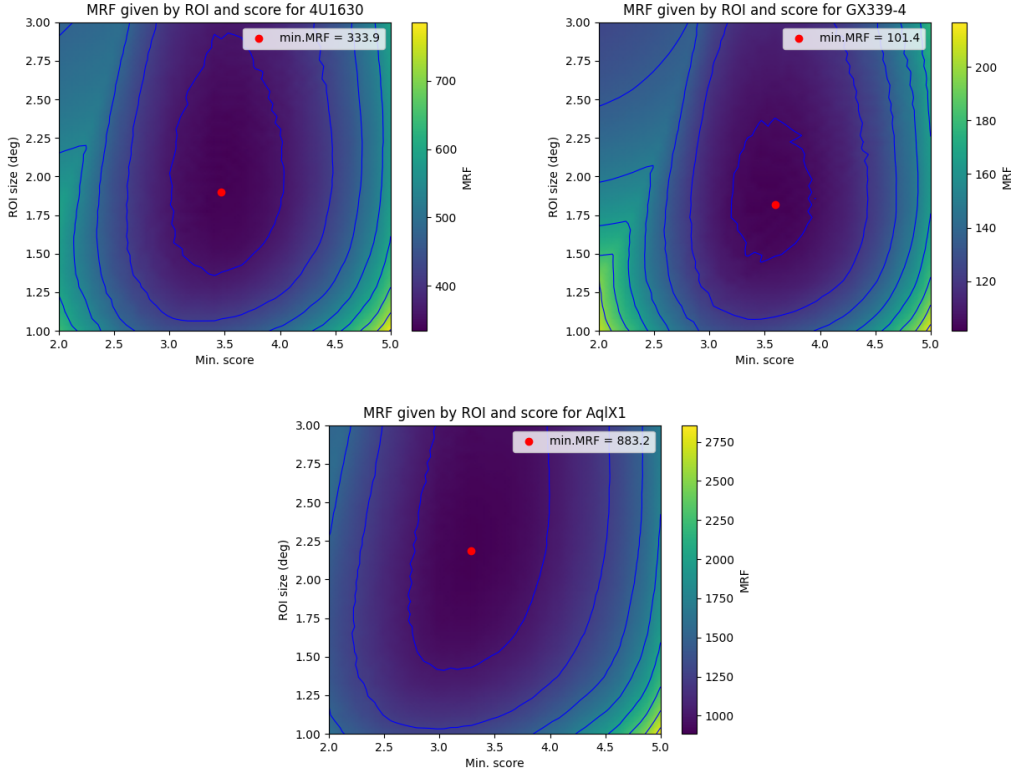 MRF given by ROI and score for 4U1630
3.00
2.75
2.50
2.25
2.00
1.75
1.50
1.25
1.00
ROI size (deg)
2.0 2.5 3.0 3.5 4.0 4.5 5.0
Min. score
min.MRF = 333.9
700
600
500
400
MRF
MRF given by ROI and score for GX339-4
3.00
2.75
2.50
2.25
2.00
1.75
1.50
1.25
1.00
ROI size (deg)
2.0 2.5 3.0 3.5 4.0 4.5 5.0
Min. score
min.MRF = 101.4
200
180
160
140
120
MRF
MRF given by ROI and score for AqlX1
3.00
2.75
2.50
2.25
2.00
1.75
1.50
1.25
1.00
ROI size (deg)
2.0 2.5 3.0 3.5 4.0 4.5 5.0
Min. score
min.MRF = 883.2
2750
2500
2250
2000
1750
1500
1250
1000
MRF